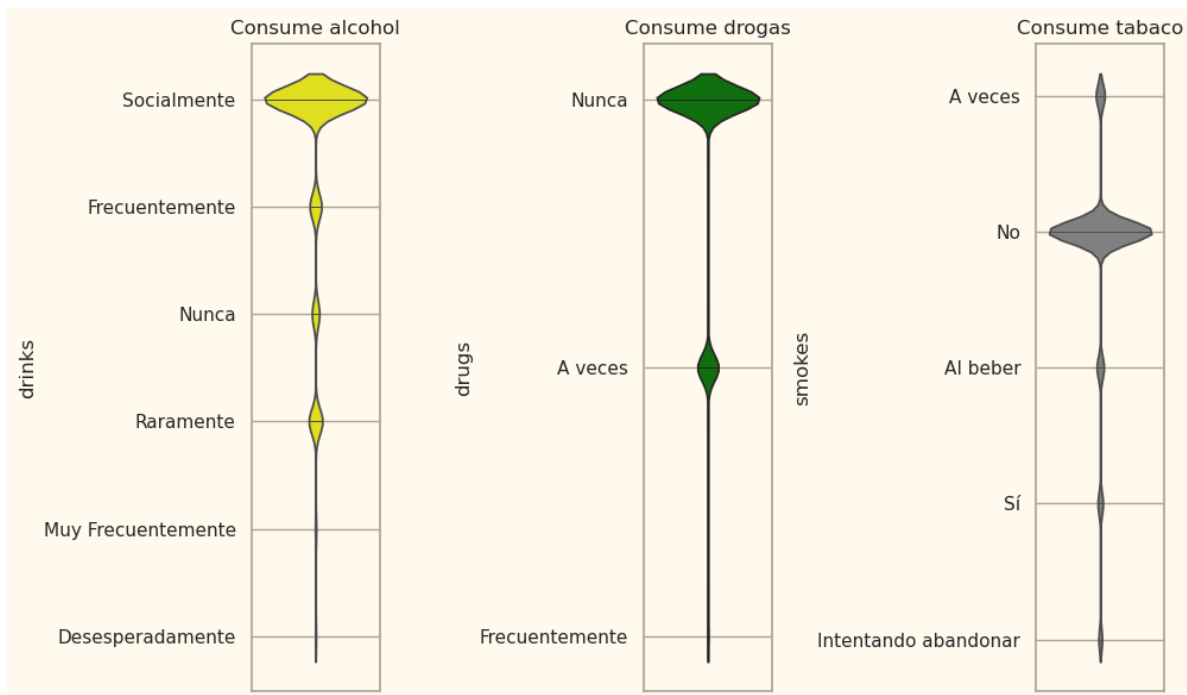 Consume alcohol
Socialmente
Frecuentemente
Nunca
Raramente
Muy Frecuentemente
Desesperadamente
drinks
Consume drogas
Nunca
A veces
Frecuentemente
drugs
Consume tabaco
A veces
No
Al beber
Sí
Intentando abandonar
smokes